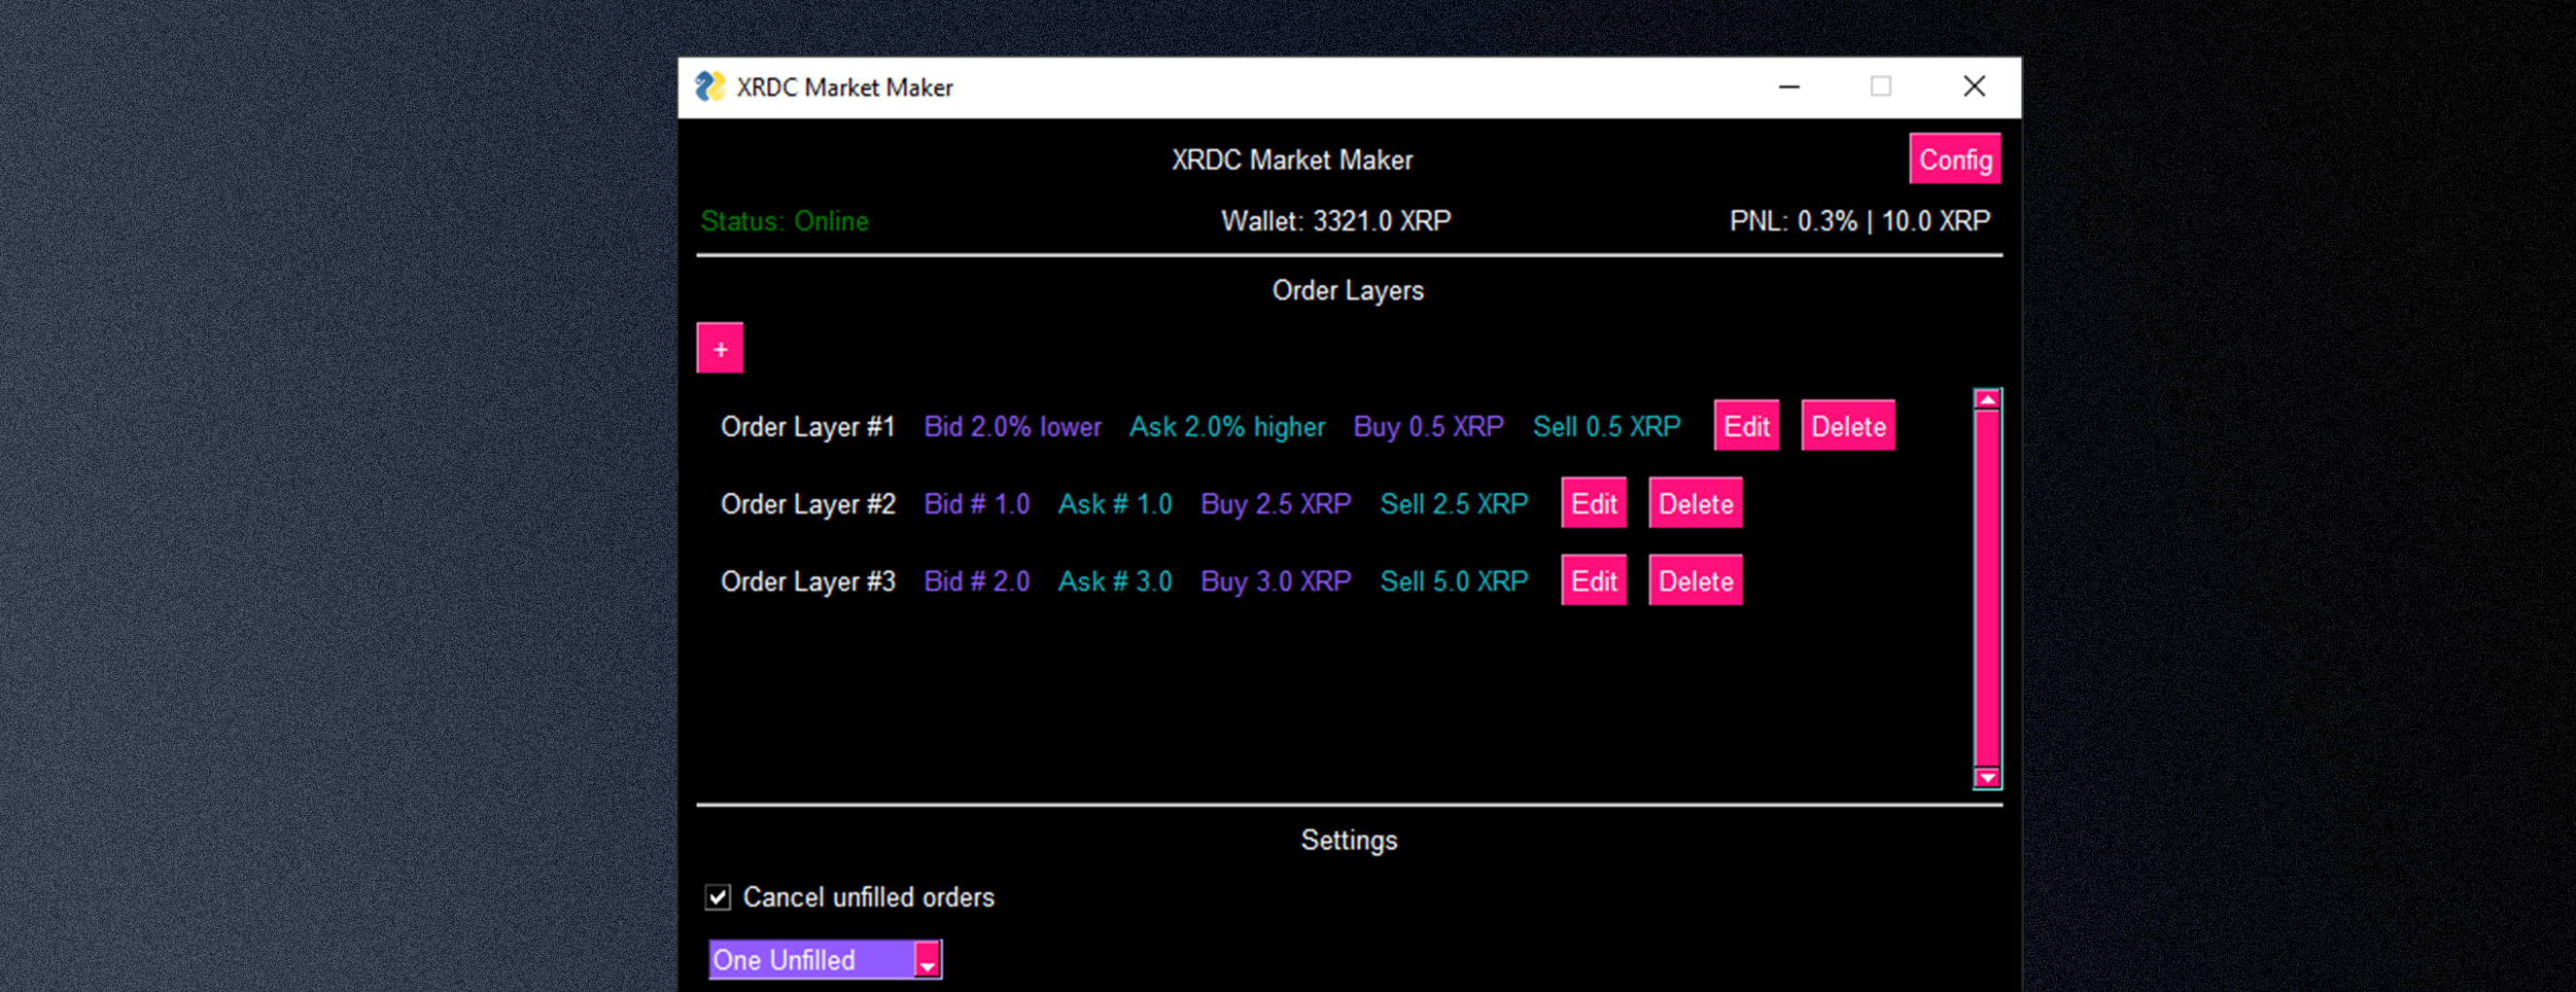 XRDC Market Maker
XRDC Market Maker Config
Status: Online Wallet: 3321.0 XRP PNL: 0.3% | 10.0 XRP
Order Layers
+
Order Layer #1 Bid 2.0% lower Ask 2.0% higher Buy 0.5 XRP Sell 0.5 XRP Edit Delete
Order Layer #2 Bid # 1.0 Ask # 1.0 Buy 2.5 XRP Sell 2.5 XRP Edit Delete
Order Layer #3 Bid # 2.0 Ask # 3.0 Buy 3.0 XRP Sell 5.0 XRP Edit Delete
Settings
Cancel unfilled orders
One Unfilled